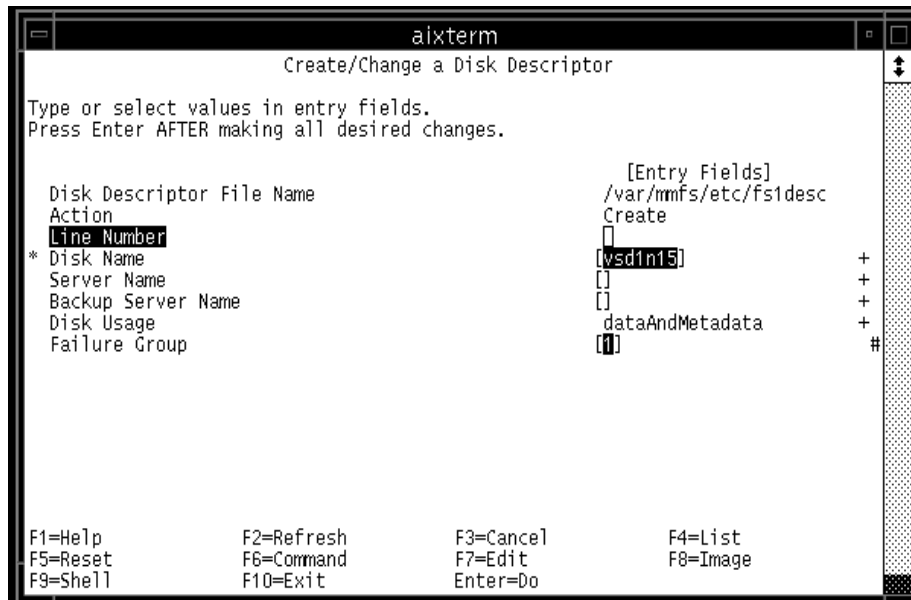 aixterm
Create/Change a Disk Descriptor
Type or select values in entry fields.
Press Enter AFTER making all desired changes.
[Entry Fields]
Disk Descriptor File Name /var/mmfs/etc/fs1desc
Action Create
Line Number
* Disk Name [vsd1n15] +
Server Name [] +
Backup Server Name [] +
Disk Usage dataAndMetadata +
Failure Group [1] #
F1=Help F2=Refresh F3=Cancel F4=List
F5=Reset F6=Command F7=Edit F8=Image
F9=Shell F10=Exit Enter=Do